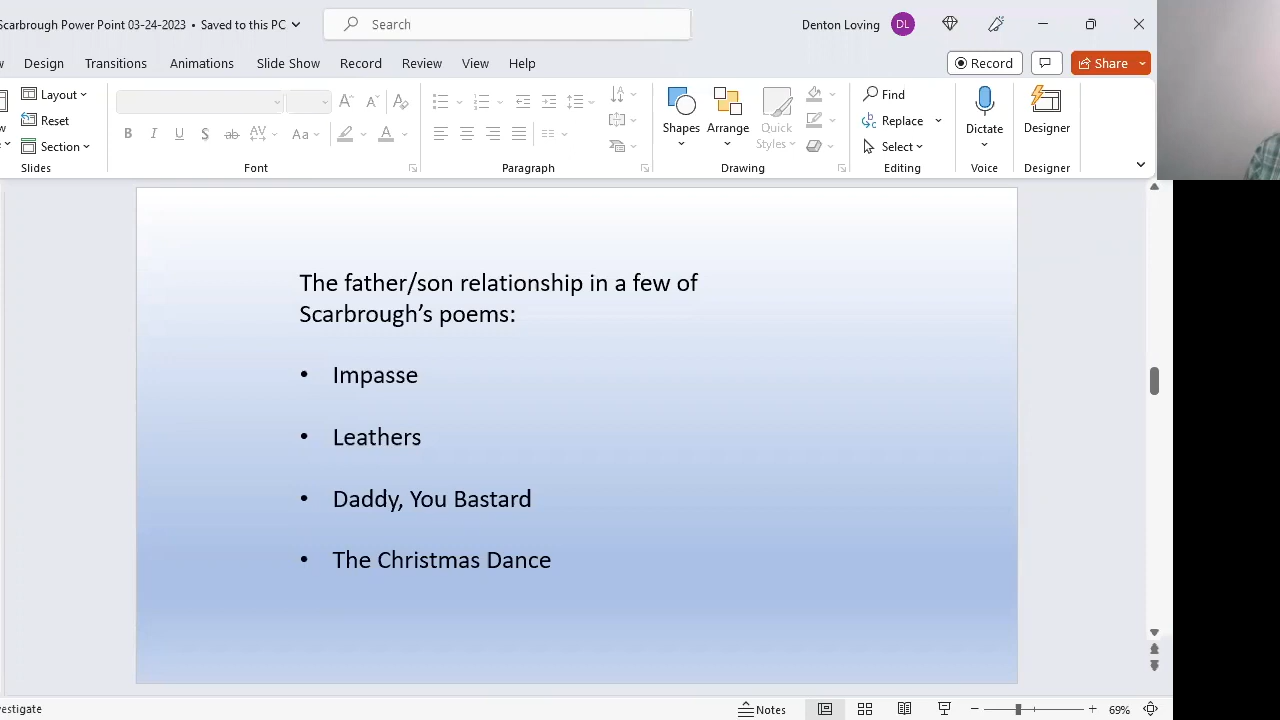 Scarbrough Power Point 03-24-2023 • Saved to this PC
Search
Denton Loving
DL
Design
Transitions
Animations
Slide Show
Record
Review
View
Help
Record
Share
Layout
Reset
Section
Slides
B I U S ab AV Aa A
Font
Paragraph
Shapes
Arrange
Quick
Styles
Drawing
Find
Replace
Select
Editing
Dictate
Voice
Designer
Designer
The father/son relationship in a few of
Scarbrough’s poems:
• Impasse
• Leathers
• Daddy, You Bastard
• The Christmas Dance
Notes
69%